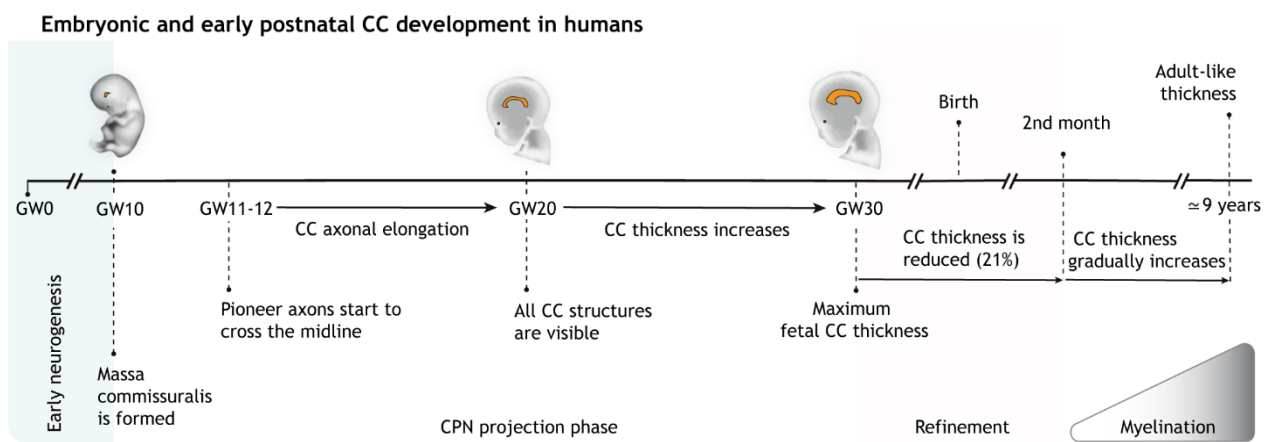 Embryonic and early postnatal CC development in humans
Adult-like
thickness
Birth
2nd month
GW0
GW10
GW11-12
GW20
GW30
≃ 9 years
CC axonal elongation
CC thickness increases
CC thickness is
reduced (21%)
CC thickness
gradually increases
Early neurogenesis
Pioneer axons start to
cross the midline
All CC structures
are visible
Maximum
fetal CC thickness
Massa
commissuralis
is formed
CPN projection phase
Refinement
Myelination